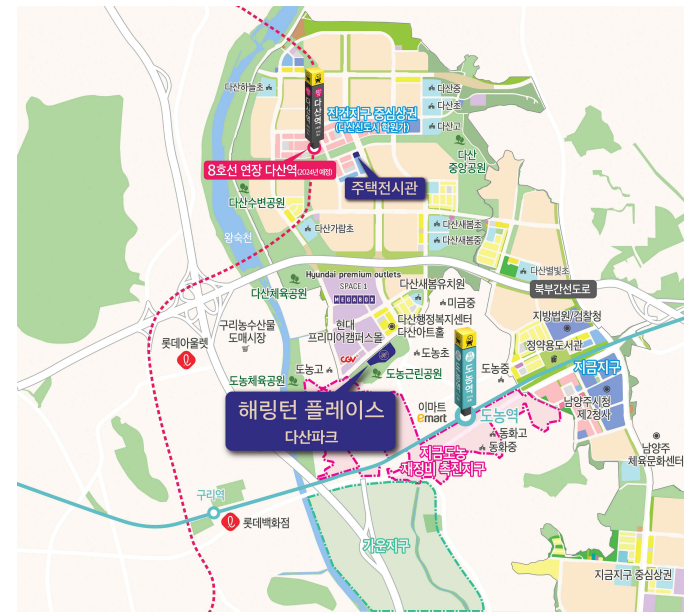 다산하늘초
다산역
진건지구 중심상권
(다산신도시 학원가)
다산중
다산초
다산고
8호선 연장 다산역(2024년 예정)
다산
중앙공원
주택전시관
다산수변공원
왕숙천
다산가람초
다산새봄초
다산새봄중
다산별빛초
북부간선도로
Hyundai premium outlets
SPACE 1
MEGABOX
다산체육공원
다산새봄유치원
미금중
구리농수산물
도매시장
현대
프리미어캠퍼스몰
다산행정복지센터
다산아트홀
지방법원/검찰청
정약용도서관
롯데아울렛
CGV
도농고
도농초
도농역
도농중
지금지구
도농체육공원
도농근린공원
해링턴 플레이스
다산파크
이마트
emart
도농역
남양주시청
제2청사
동화고
동화중
지금도농
재정비 촉진지구
남양주
체육문화센터
구리역
롯데백화점
가운지구
지금지구 중심상권